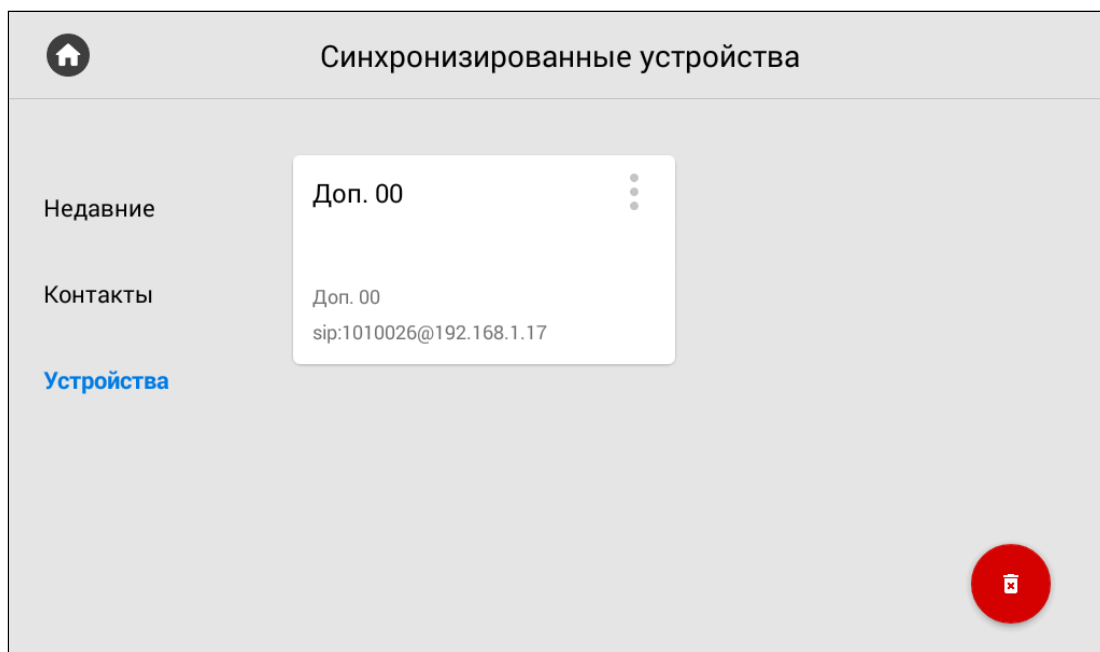 Синхронизированные устройства
Недавние
Контакты
Устройства
Доп. 00
Доп. 00
sip:1010026@192.168.1.17